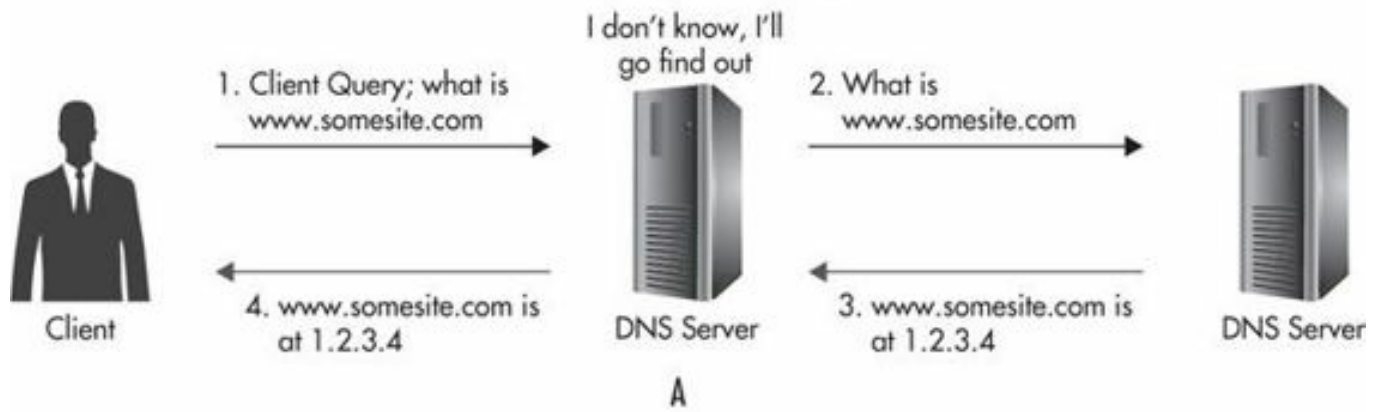 I don't know, I'll
go find out
1. Client Query; what is
www.somesite.com
2. What is
www.somesite.com
4. www.somesite.com is
at 1.2.3.4
3. www.somesite.com is
at 1.2.3.4
Client
DNS Server
DNS Server
A